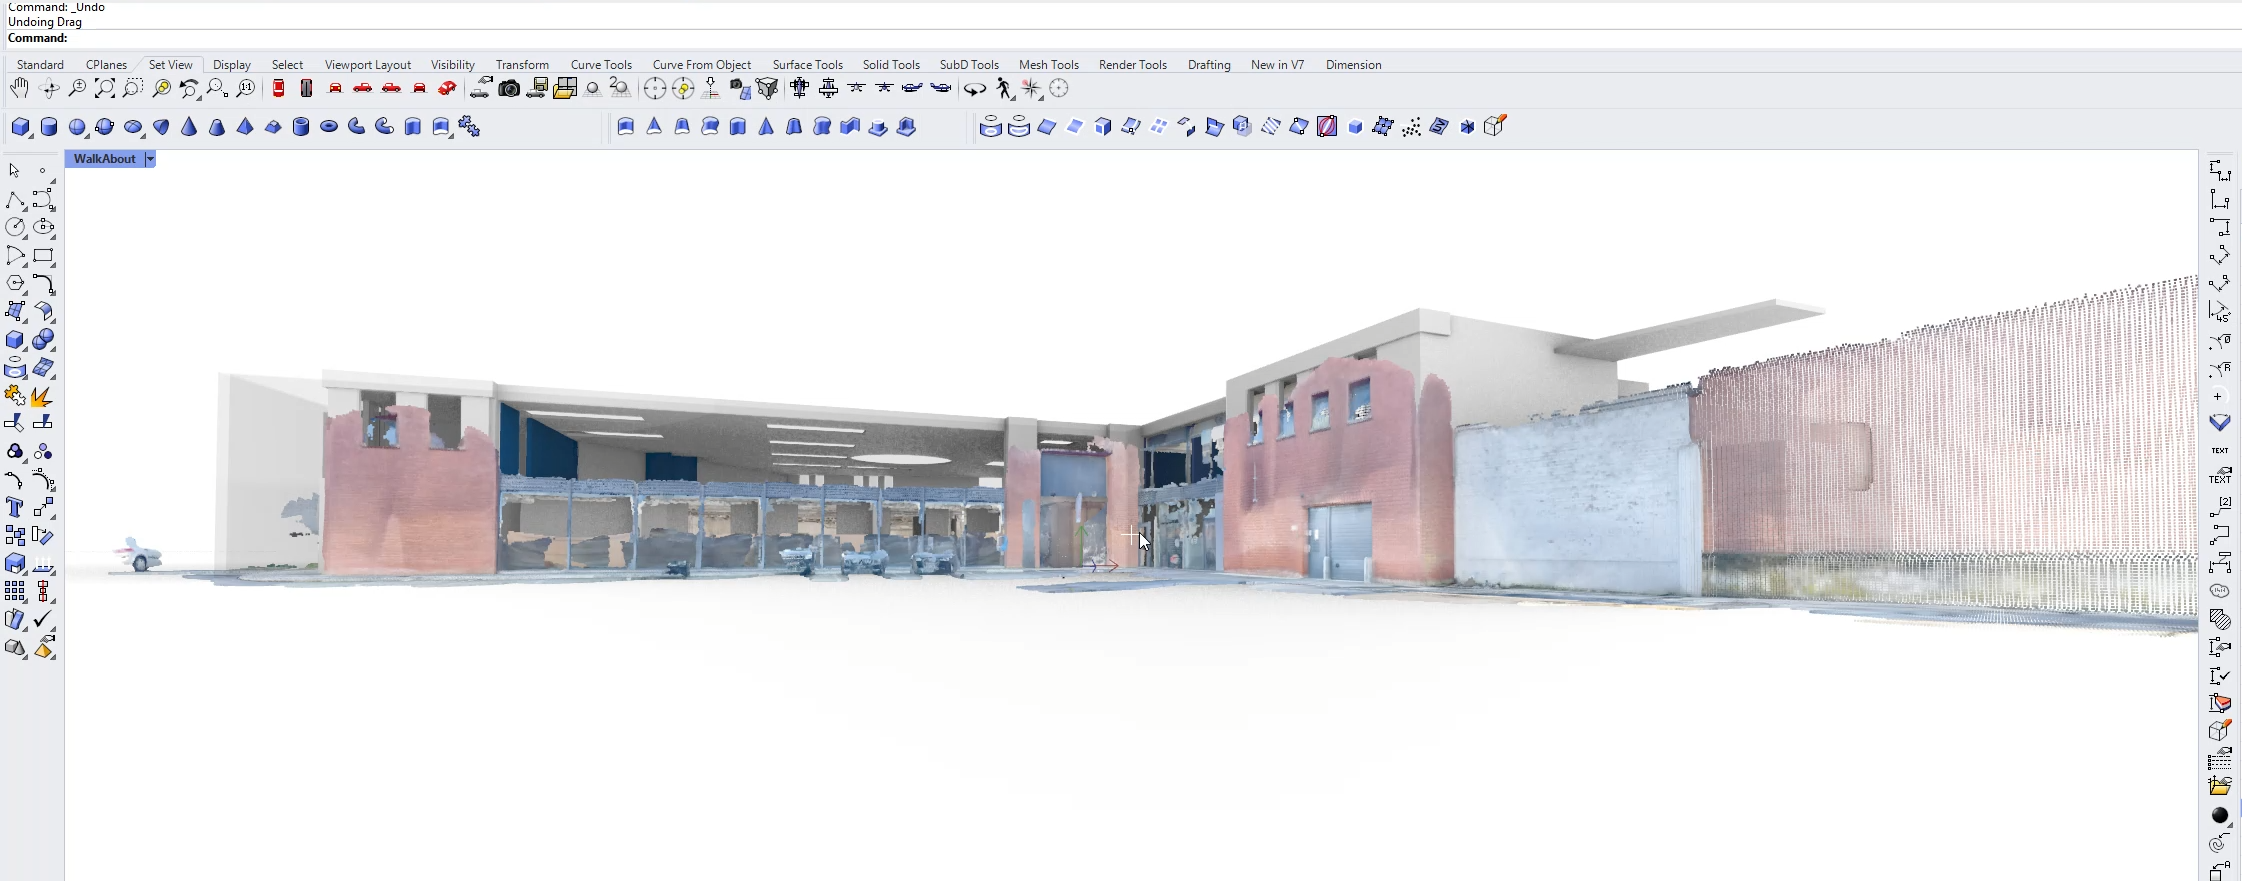 Command: _Undo
Undoing Drag
Command:
Standard CPlanes Set View Display Select Viewport Layout Visibility Transform Curve Tools Curve From Object Surface Tools Solid Tools SubD Tools Mesh Tools Render Tools Drafting New in V7 Dimension
WalkAbout
TEXT
TEXT